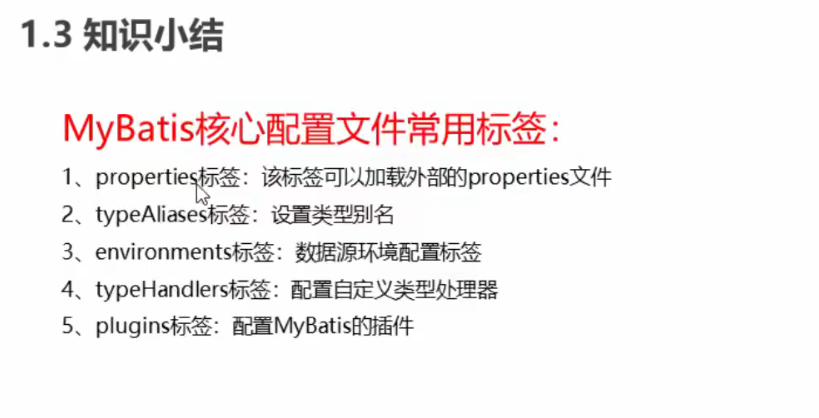 1.3 知识小结
MyBatis核心配置文件常用标签：
1、properties标签：该标签可以加载外部的properties文件
2、typeAliases标签：设置类型别名
3、environments标签：数据源环境配置标签
4、typeHandlers标签：配置自定义类型处理器
5、plugins标签：配置MyBatis的插件